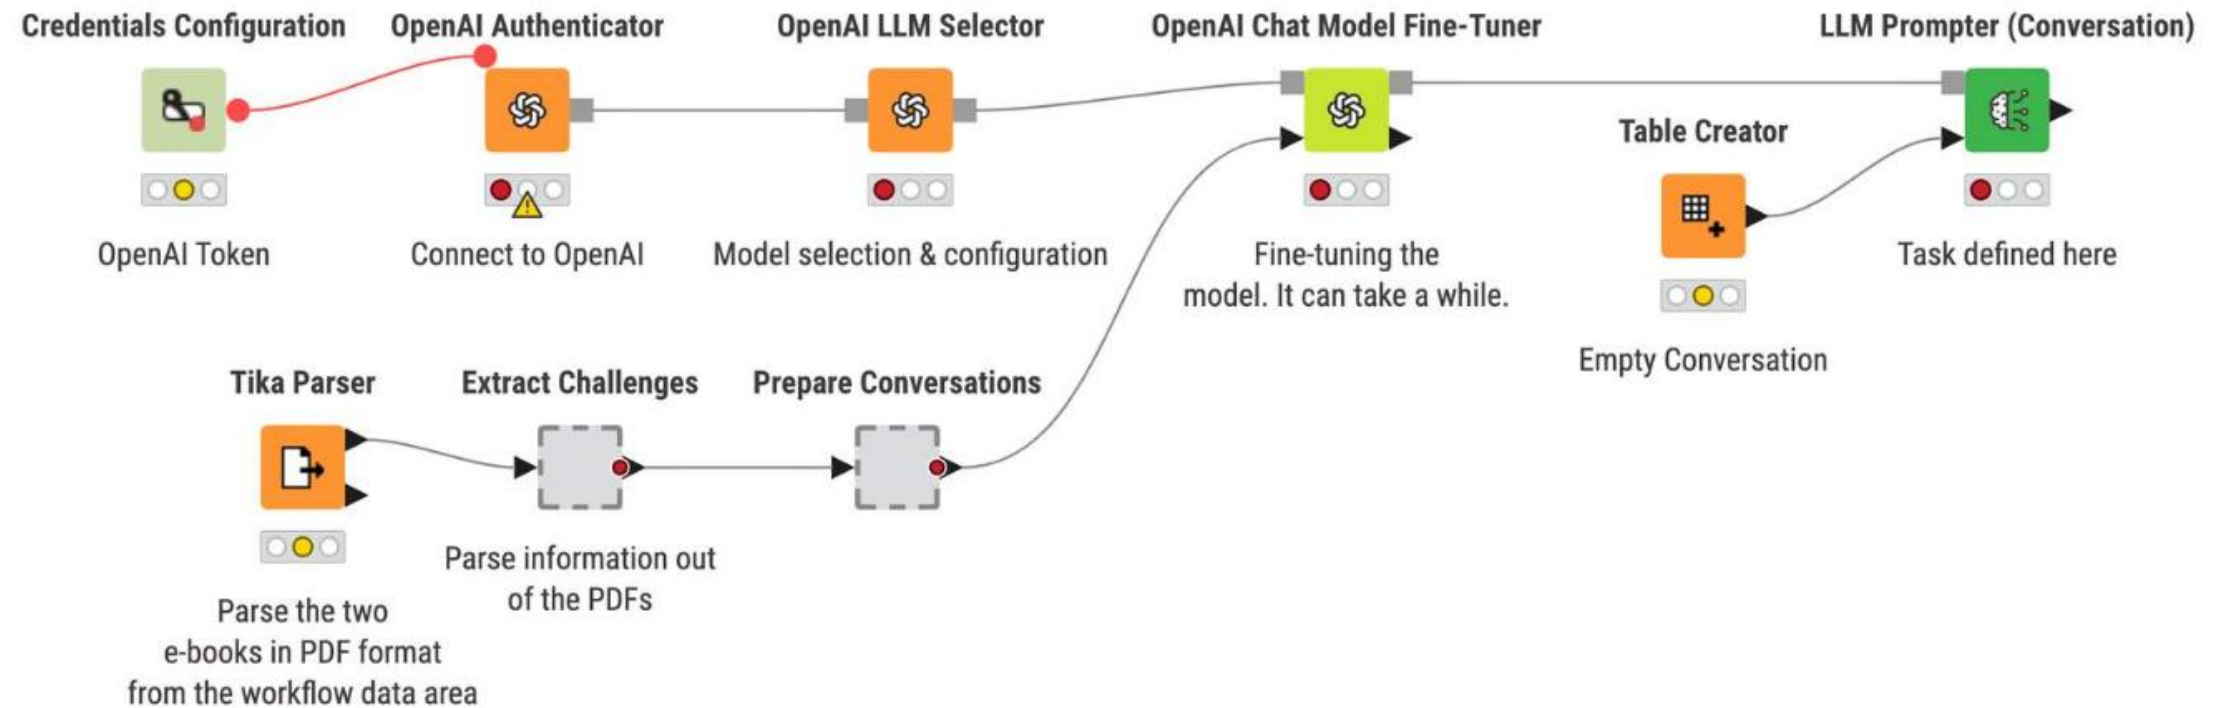 Credentials Configuration
OpenAI Authenticator
OpenAI LLM Selector
OpenAI Chat Model Fine-Tuner
LLM Prompter (Conversation)
Table Creator
OpenAI Token
Connect to OpenAI
Model selection & configuration
Fine-tuning the
model. It can take a while.
Task defined here
Empty Conversation
Tika Parser
Extract Challenges
Prepare Conversations
Parse information out
of the PDFs
Parse the two
e-books in PDF format
from the workflow data area